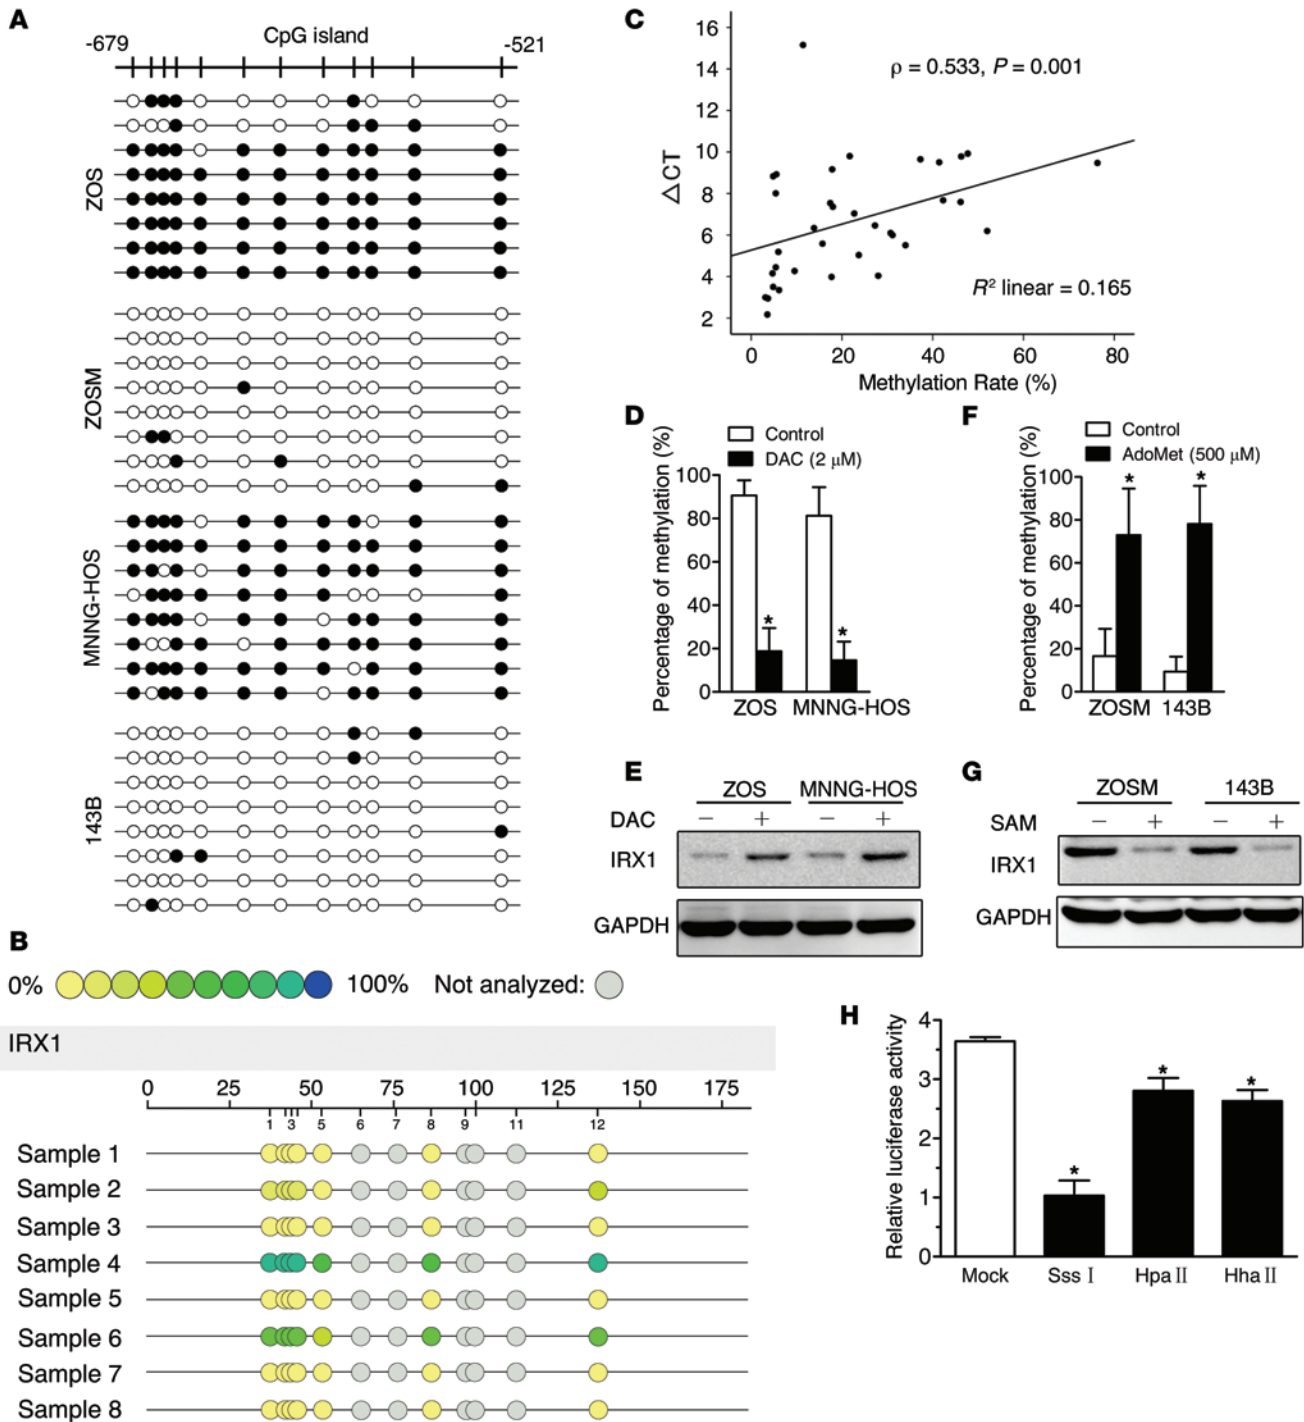 A
CpG island
-679
-521
ZOS
ZOSM
MNNG-HOS
143B
B
0%
100%
Not analyzed:
IRX1
0 25 50 75 100 125 150 175
1 3 5 6 7 8 9 11 12
Sample 1
Sample 2
Sample 3
Sample 4
Sample 5
Sample 6
Sample 7
Sample 8
C
16
14
12
10
8
6
4
2
△CT
ρ = 0.533, P = 0.001
R² linear = 0.165
0 20 40 60 80
Methylation Rate (%)
D
Control
DAC (2 μM)
Percentage of methylation (%)
100
80
60
40
20
0
* *
ZOS MNNG-HOS
F
Control
AdoMet (500 μM)
Percentage of methylation (%)
100
80
60
40
20
0
* *
ZOSM 143B
E
ZOS MNNG-HOS
DAC − + − +
IRX1
GAPDH
G
ZOSM 143B
SAM − + − +
IRX1
GAPDH
H
Relative luciferase activity
4
3
2
1
0
* * *
Mock Sss I Hpa II Hha II